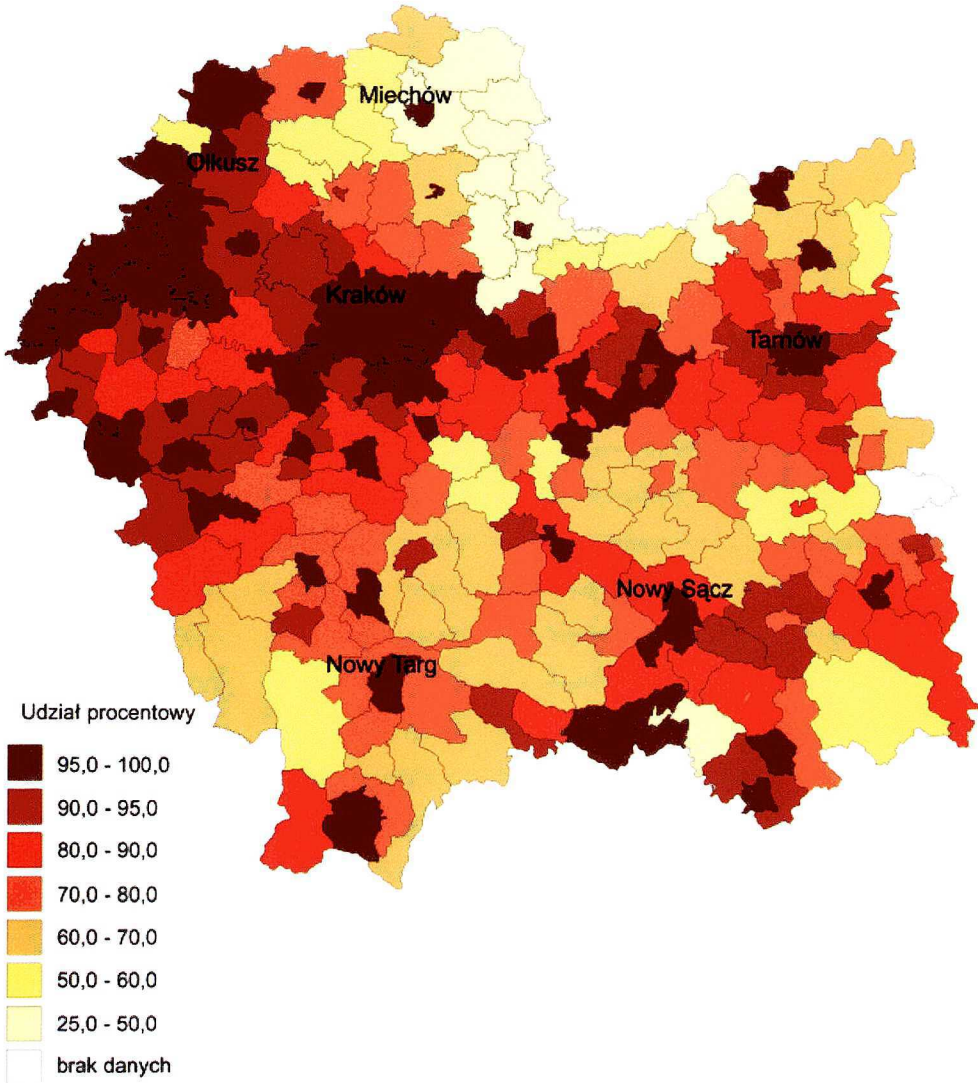 Miechów
Olkusz
Kraków
Tarnów
Nowy Sącz
Nowy Targ
Udział procentowy
95,0 - 100,0
90,0 - 95,0
80,0 - 90,0
70,0 - 80,0
60,0 - 70,0
50,0 - 60,0
25,0 - 50,0
brak danych